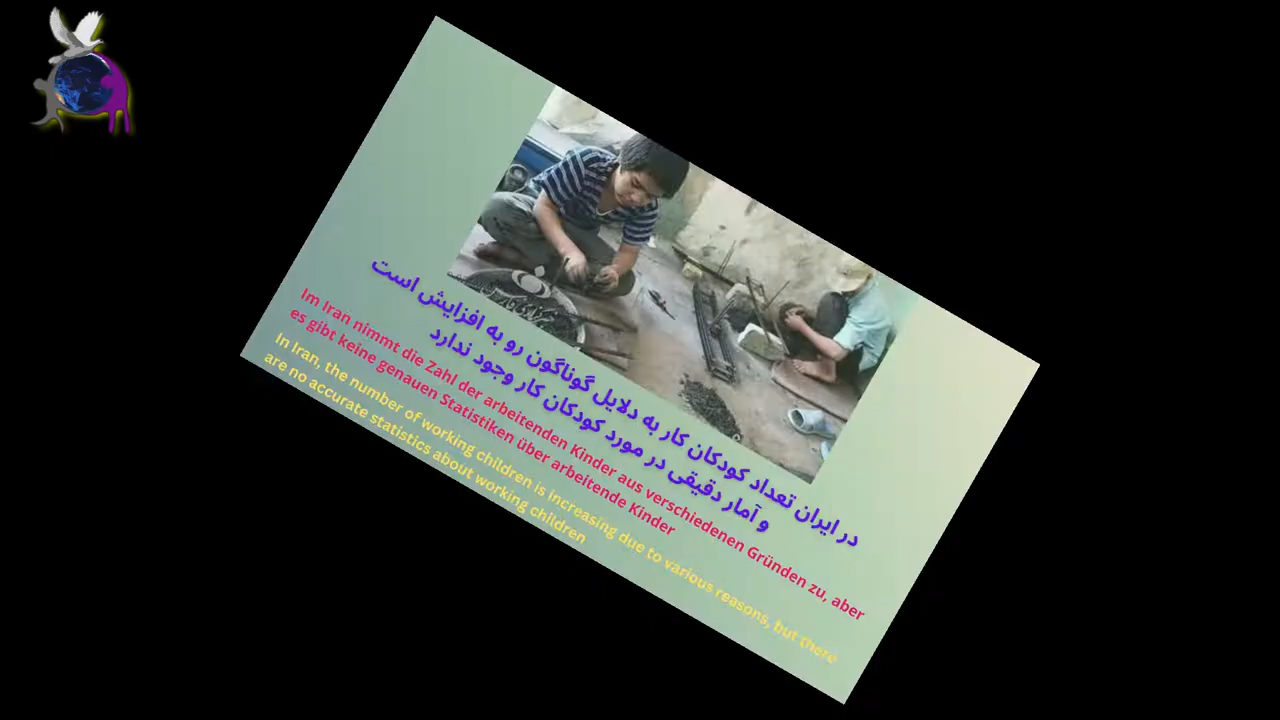 در ایران تعداد کودکان کار به دلایل گوناگون رو به افزایش است
و آمار دقیقی در مورد کودکان کار وجود ندارد
Im Iran nimmt die Zahl der arbeitenden Kinder aus verschiedenen Gründen zu, aber
es gibt keine genauen Statistiken über arbeitende Kinder
In Iran, the number of working children is increasing due to various reasons, but there
are no accurate statistics about working children